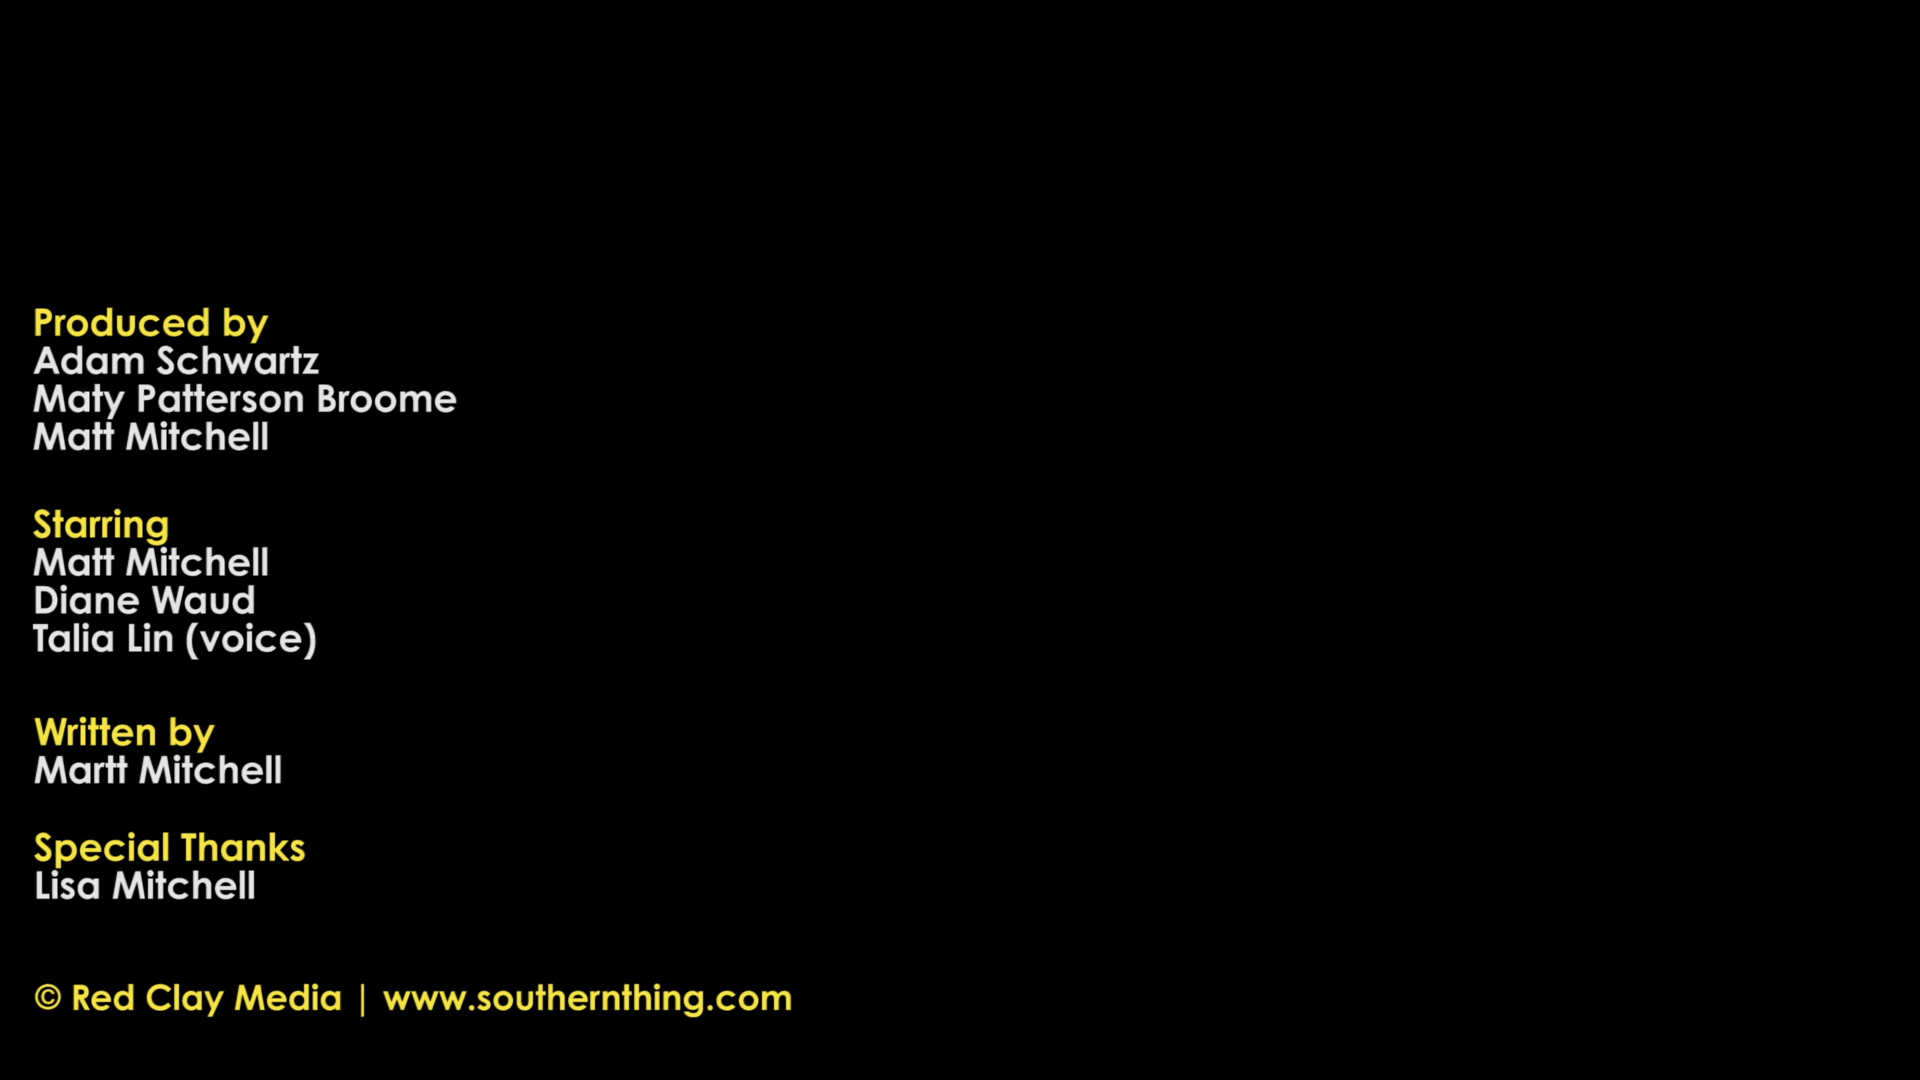 Produced by
Adam Schwartz
Maty Patterson Broome
Matt Mitchell
Starring
Matt Mitchell
Diane Waud
Talia Lin (voice)
Written by
Martt Mitchell
Special Thanks
Lisa Mitchell
© Red Clay Media | www.southernthing.com